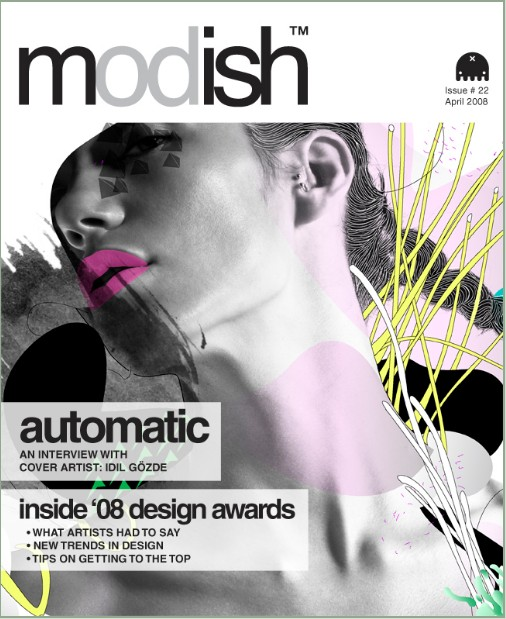 modish™
Issue # 22
April 2008
automatic
AN INTERVIEW WITH
COVER ARTIST: IDIL GÖZDE
inside ‘08 design awards
• WHAT ARTISTS HAD TO SAY
• NEW TRENDS IN DESIGN
• TIPS ON GETTING TO THE TOP